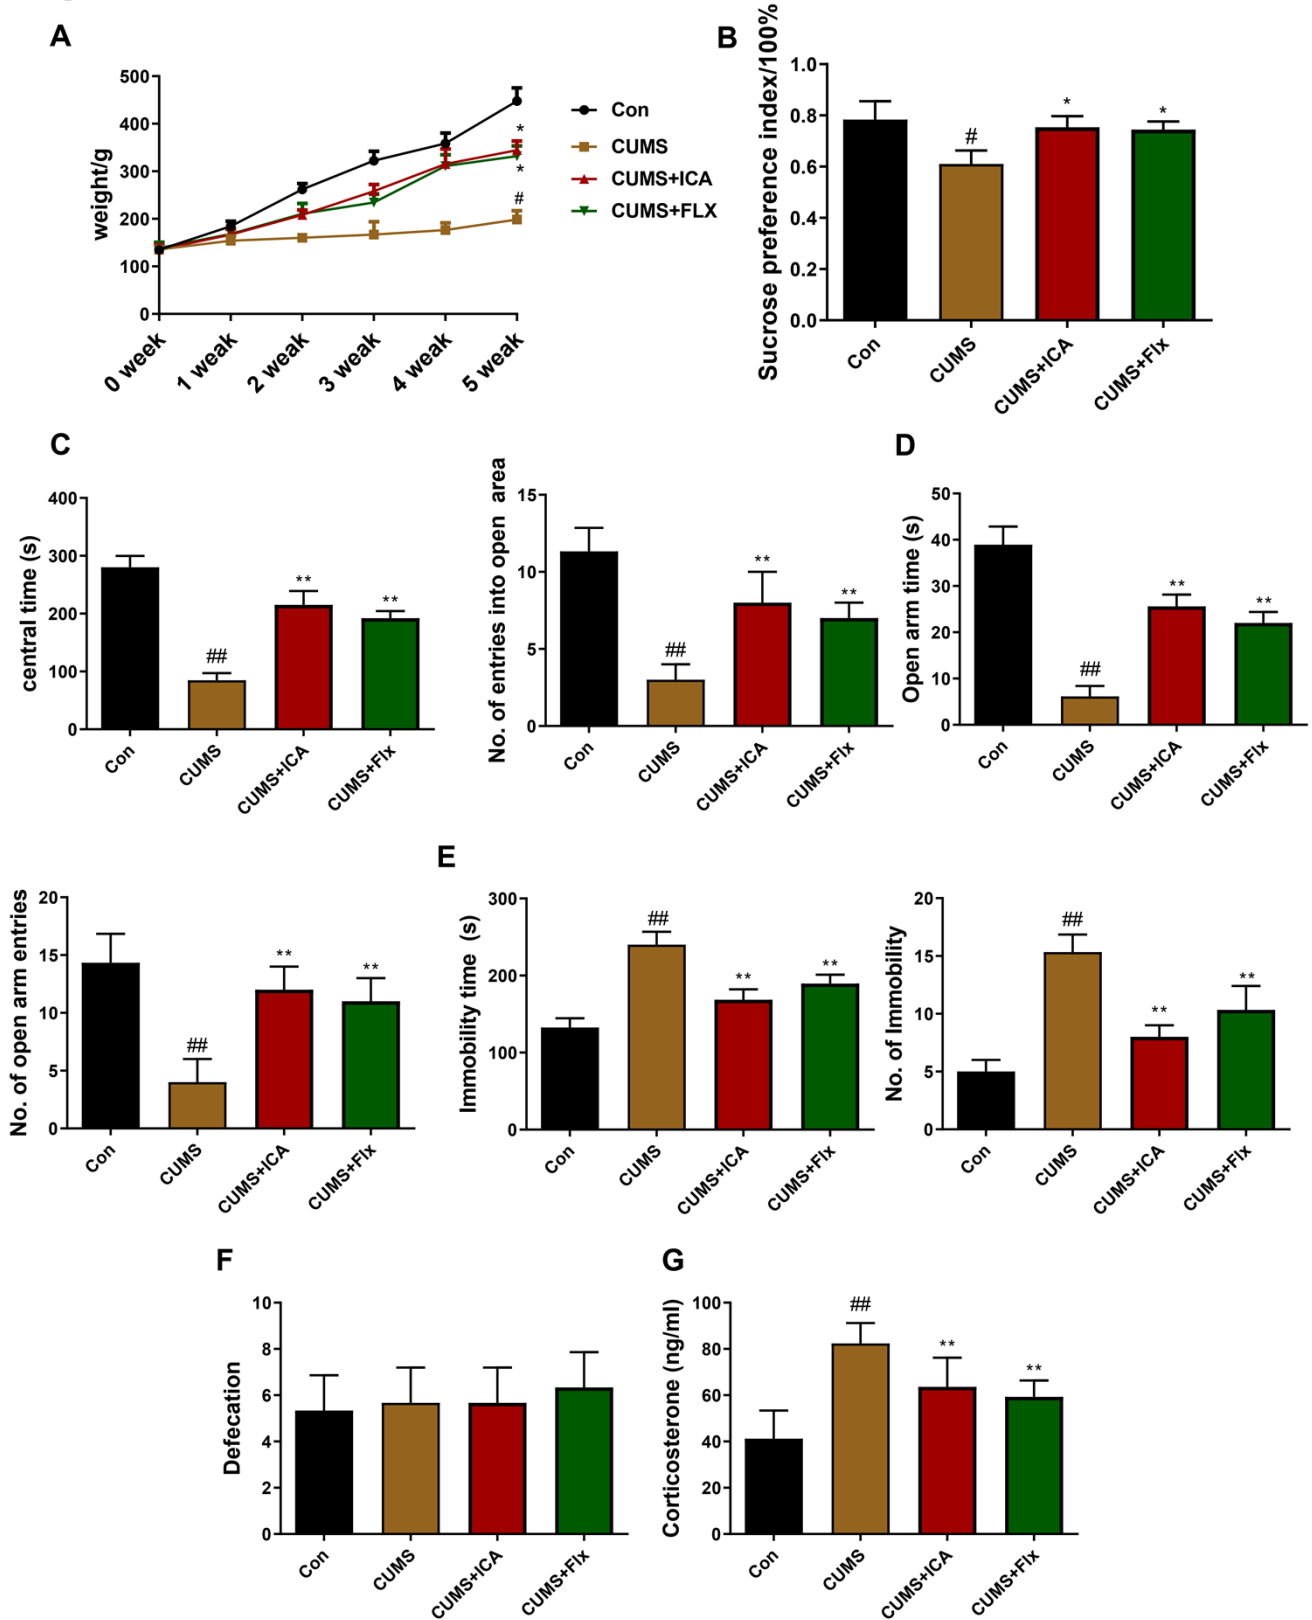 A
weight/g
500
400
300
200
100
0
0 week
1 weak
2 weak
3 weak
4 weak
5 weak
*
*
#
Con
CUMS
CUMS+ICA
CUMS+FLX
B
Sucrose preference index/100%
1.0
0.8
0.6
0.4
0.2
0.0
#
*
*
Con
CUMS
CUMS+ICA
CUMS+Flx
C
central time (s)
400
300
200
100
0
##
**
**
Con
CUMS
CUMS+ICA
CUMS+Flx
No. of entries into open area
15
10
5
0
##
**
**
Con
CUMS
CUMS+ICA
CUMS+Flx
D
Open arm time (s)
50
40
30
20
10
0
##
**
**
Con
CUMS
CUMS+ICA
CUMS+Flx
No. of open arm entries
20
15
10
5
0
##
**
**
Con
CUMS
CUMS+ICA
CUMS+Flx
E
Immobility time (s)
300
200
100
0
##
**
**
Con
CUMS
CUMS+ICA
CUMS+Flx
No. of Immobility
20
15
10
5
0
##
**
**
Con
CUMS
CUMS+ICA
CUMS+Flx
F
Defecation
10
8
6
4
2
0
Con
CUMS
CUMS+ICA
CUMS+Flx
G
Corticosterone (ng/ml)
100
80
60
40
20
0
##
**
**
Con
CUMS
CUMS+ICA
CUMS+Flx